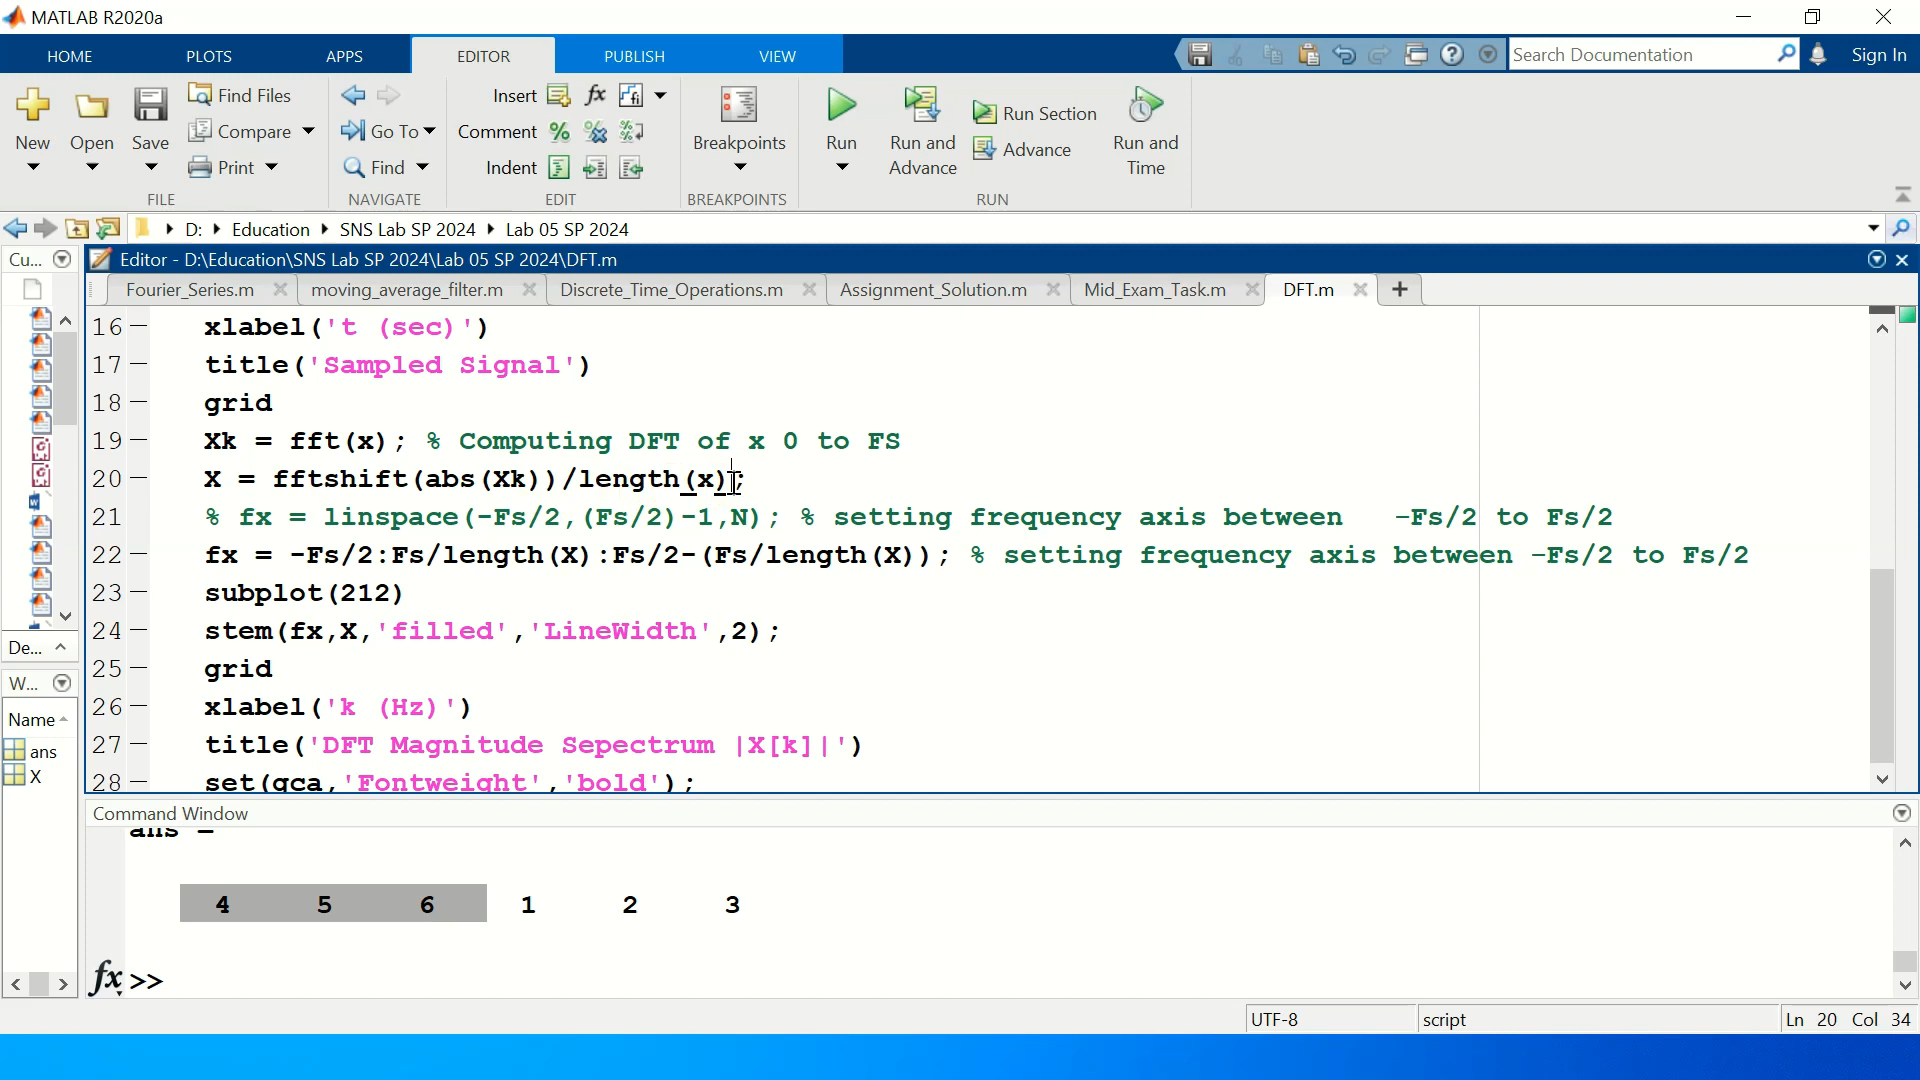 MATLAB R2020a
HOME PLOTS APPS EDITOR PUBLISH VIEW Search Documentation Sign In
New Open Save Find Files Compare Print
Go To Find
Insert fx Comment Indent
Breakpoints
Run Run and Advance Run Section Advance Run and Time
FILE NAVIGATE EDIT BREAKPOINTS RUN
D: Education SNS Lab SP 2024 Lab 05 SP 2024
Cu... Editor - D:\Education\SNS Lab SP 2024\Lab 05 SP 2024\DFT.m
Fourier_Series.m moving_average_filter.m Discrete_Time_Operations.m Assignment_Solution.m Mid_Exam_Task.m DFT.m
16 xlabel('t (sec)')
17 title('Sampled Signal')
18 grid
19 Xk = fft(x); % Computing DFT of x 0 to FS
20 X = fftshift(abs(Xk))/length(x);
21 % fx = linspace(-Fs/2,(Fs/2)-1,N); % setting frequency axis between -Fs/2 to Fs/2
22 fx = -Fs/2:Fs/length(X):Fs/2-(Fs/length(X)); % setting frequency axis between -Fs/2 to Fs/2
23 subplot(212)
24 stem(fx,X,'filled','LineWidth',2);
25 grid
26 xlabel('k (Hz)')
27 title('DFT Magnitude Sepectrum |X[k]|')
28 set(gca,'Fontweight','bold');
De...
W...
Name
ans
X
Command Window
ans =
4 5 6 1 2 3
fx >>
UTF-8 script Ln 20 Col 34